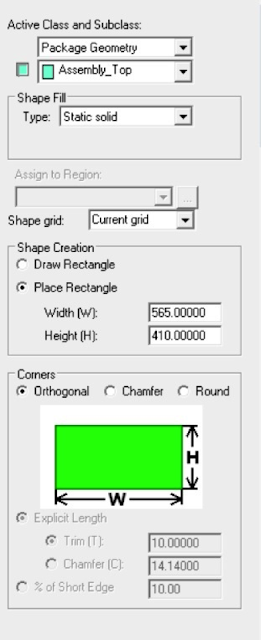 Active Class and Subclass:
Package Geometry
Assembly_Top
Shape Fill
Type: Static solid
Assign to Region:
...
Shape grid: Current grid
Shape Creation
Draw Rectangle
Place Rectangle
Width (W): 565.00000
Height (H): 410.00000
Corners
Orthogonal Chamfer Round
H
W
Explicit Length
Trim (T): 10.00000
Chamfer (C): 14.14000
% of Short Edge 10.00